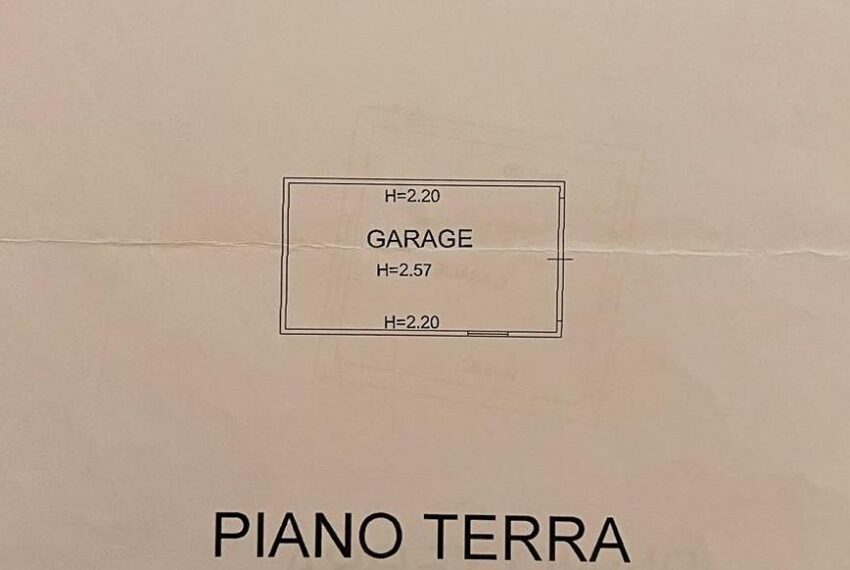 H=2.20
GARAGE
H=2.57
H=2.20
PIANO TERRA